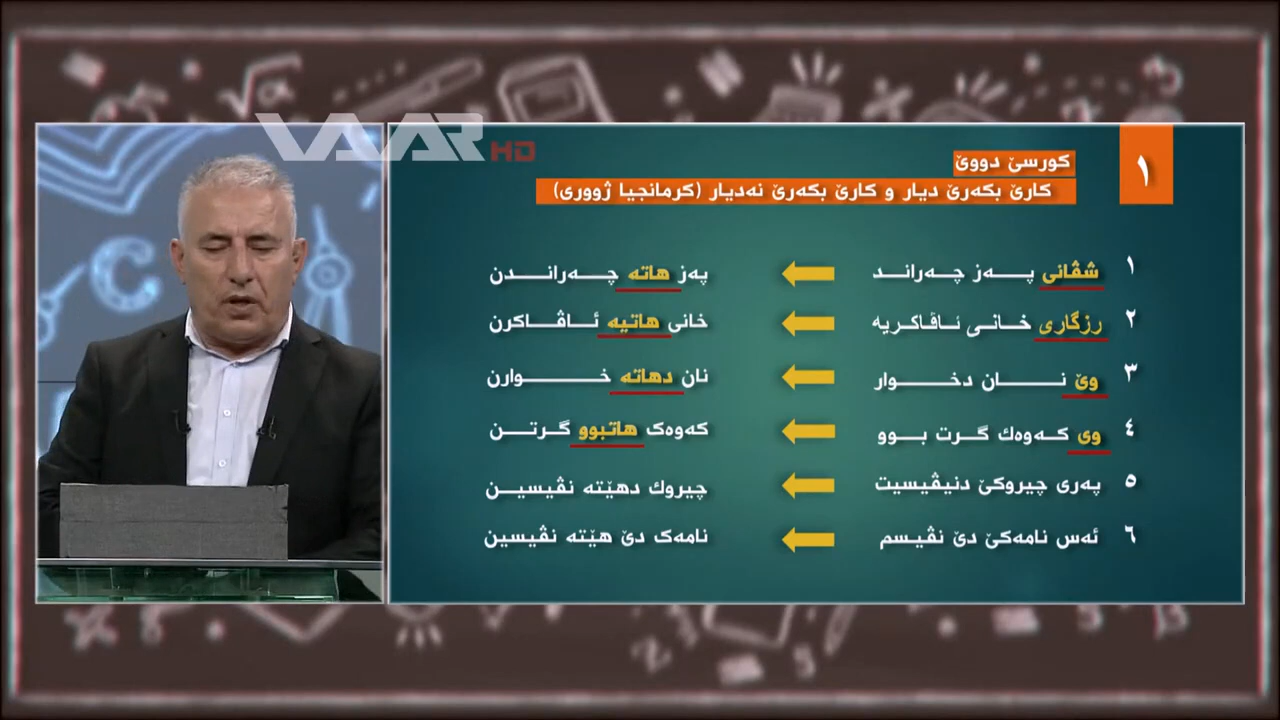 VAAR HD
١
کورسێ دووێ
کارێ بکەرێ دیار و کارێ بکەرێ نەدیار (کرمانجیا ژووری)
١ شڤانی پەز چەراند ← پەز هاتە چەراندن
٢ رزگاری خانی ئاڤاکریە ← خانی هاتیە ئاڤاکرن
٣ وێ نان دخوار ← نان دهاتە خوارن
٤ وی کەوەك گرت بوو ← کەوەک هاتبوو گرتن
٥ پەری چیروکێ دنیڤیسیت ← چیروك دهێتە نڤیسین
٦ ئەس نامەکێ دێ نڤیسم ← نامەک دێ هێتە نڤیسین